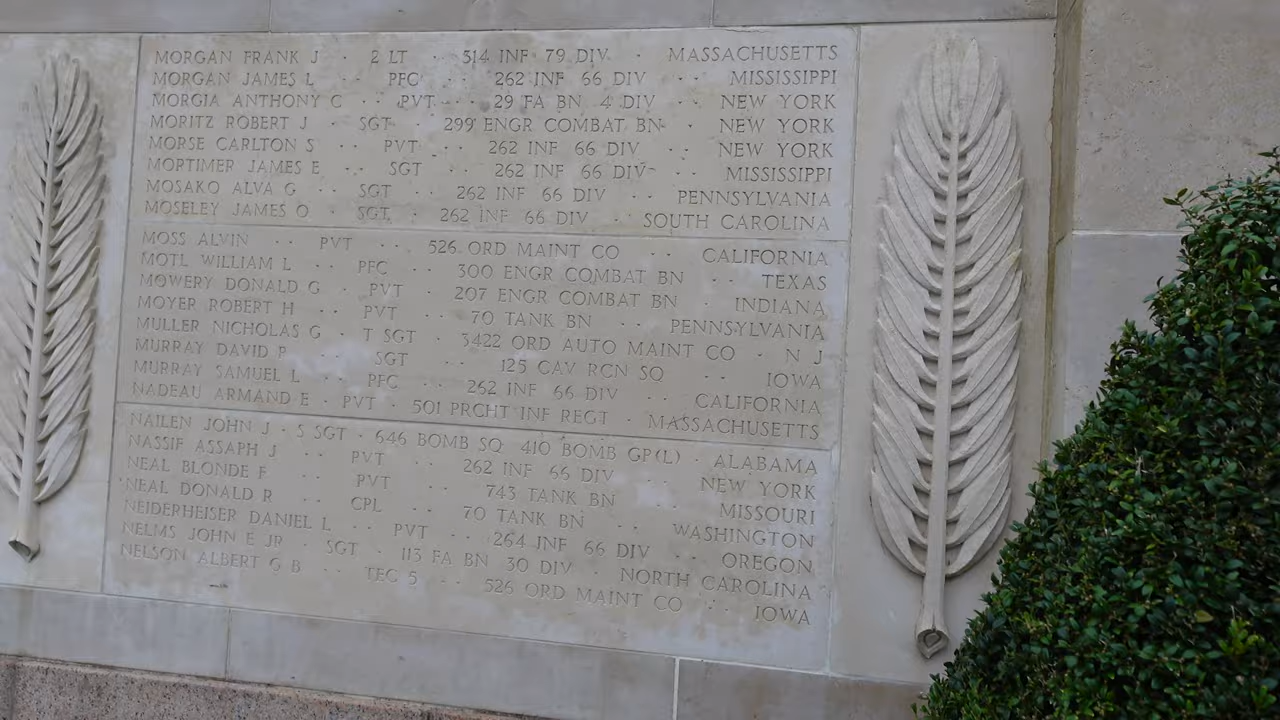 MORGAN FRANK J · 2 LT · 314 INF 79 DIV · MASSACHUSETTS
MORGAN JAMES L · PFC · 262 INF 66 DIV · · MISSISSIPPI
MORGIA ANTHONY C · · PVT · · 29 FA BN 4 DIV · · NEW YORK
MORITZ ROBERT J · SGT · 299 ENGR COMBAT BN · NEW YORK
MORSE CARLTON S · · PVT · · 262 INF 66 DIV · · NEW YORK
MORTIMER JAMES E · · SGT · · 262 INF 66 DIV · · MISSISSIPPI
MOSAKO ALVA G · · SGT · · 262 INF 66 DIV · · PENNSYLVANIA
MOSELEY JAMES O · SGT · 262 INF 66 DIV · SOUTH CAROLINA
MOSS ALVIN · · PVT · · 526 ORD MAINT CO · · CALIFORNIA
MOTL WILLIAM L · · PFC · · 300 ENGR COMBAT BN · · TEXAS
MOWERY DONALD G · PVT · · 207 ENGR COMBAT BN · · INDIANA
MOYER ROBERT H · · PVT · · 70 TANK BN · · PENNSYLVANIA
MULLER NICHOLAS G · T SGT · 3422 ORD AUTO MAINT CO · N J
MURRAY DAVID · · SGT · · 125 CAV RCN SQ · · IOWA
MURRAY SAMUEL L · · PFC · · 262 INF 66 DIV · · CALIFORNIA
NADEAU ARMAND E · PVT · 501 PRCHT INF REGT · MASSACHUSETTS
NAILEN JOHN J · S SGT · 646 BOMB SQ 410 BOMB GP(L) · ALABAMA
NASSIF ASSAPH J · · PVT · · 262 INF 66 DIV · · NEW YORK
NEAL BLONDE F · · PVT · · 743 TANK BN · · MISSOURI
NEAL DONALD R · · CPL · · 70 TANK BN · · WASHINGTON
NEIDERHEISER DANIEL L · PVT · · 264 INF 66 DIV · · OREGON
NELMS JOHN E JR · SGT · 113 FA BN 30 DIV · NORTH CAROLINA
NELSON ALBERT G B · · TEC 5 · · 526 ORD MAINT CO · · IOWA